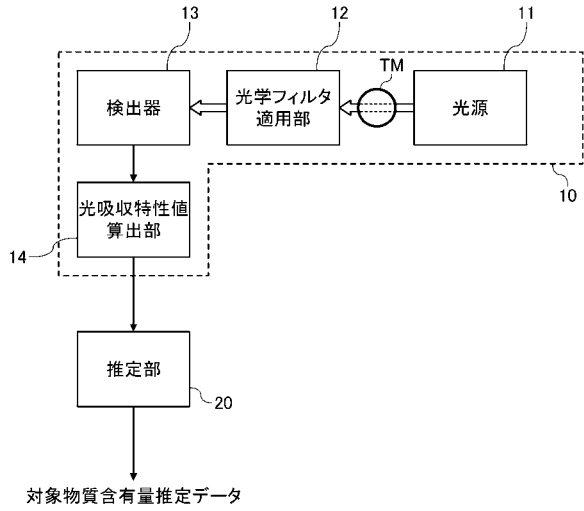 13
12
11
TM
検出器
光学フィルタ
適用部
光源
10
光吸収特性値
算出部
14
推定部
20
対象物質含有量推定データ